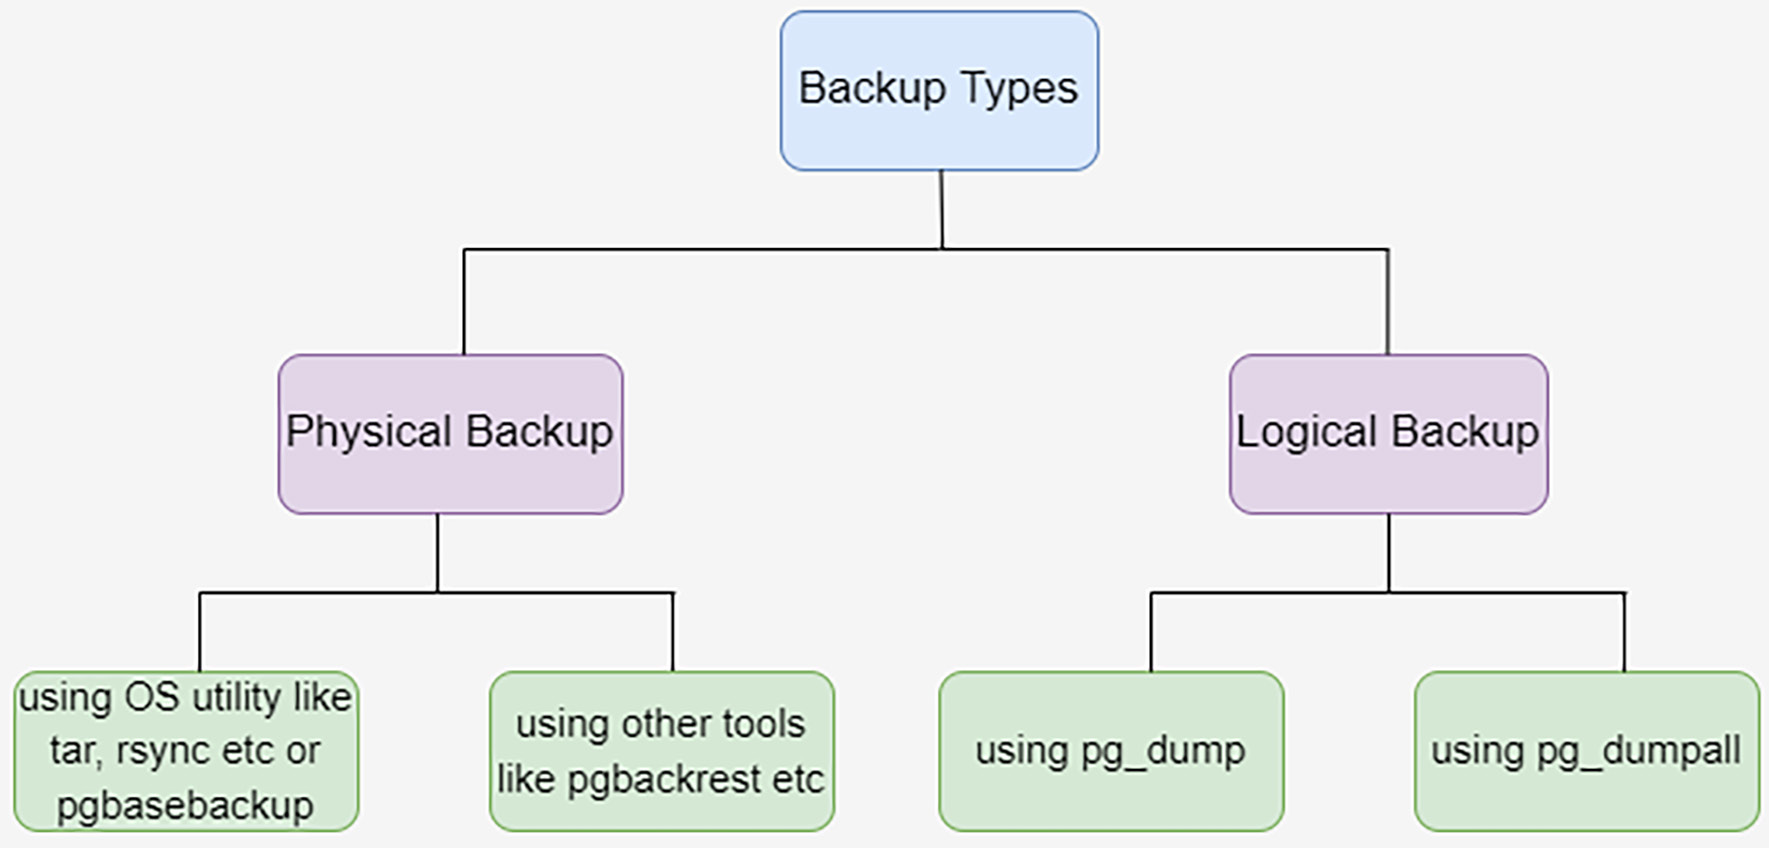 Backup Types
Physical Backup
Logical Backup
using OS utility like
tar, rsync etc or
pgbasebackup
using other tools
like pgbackrest etc
using pg_dump
using pg_dumpall